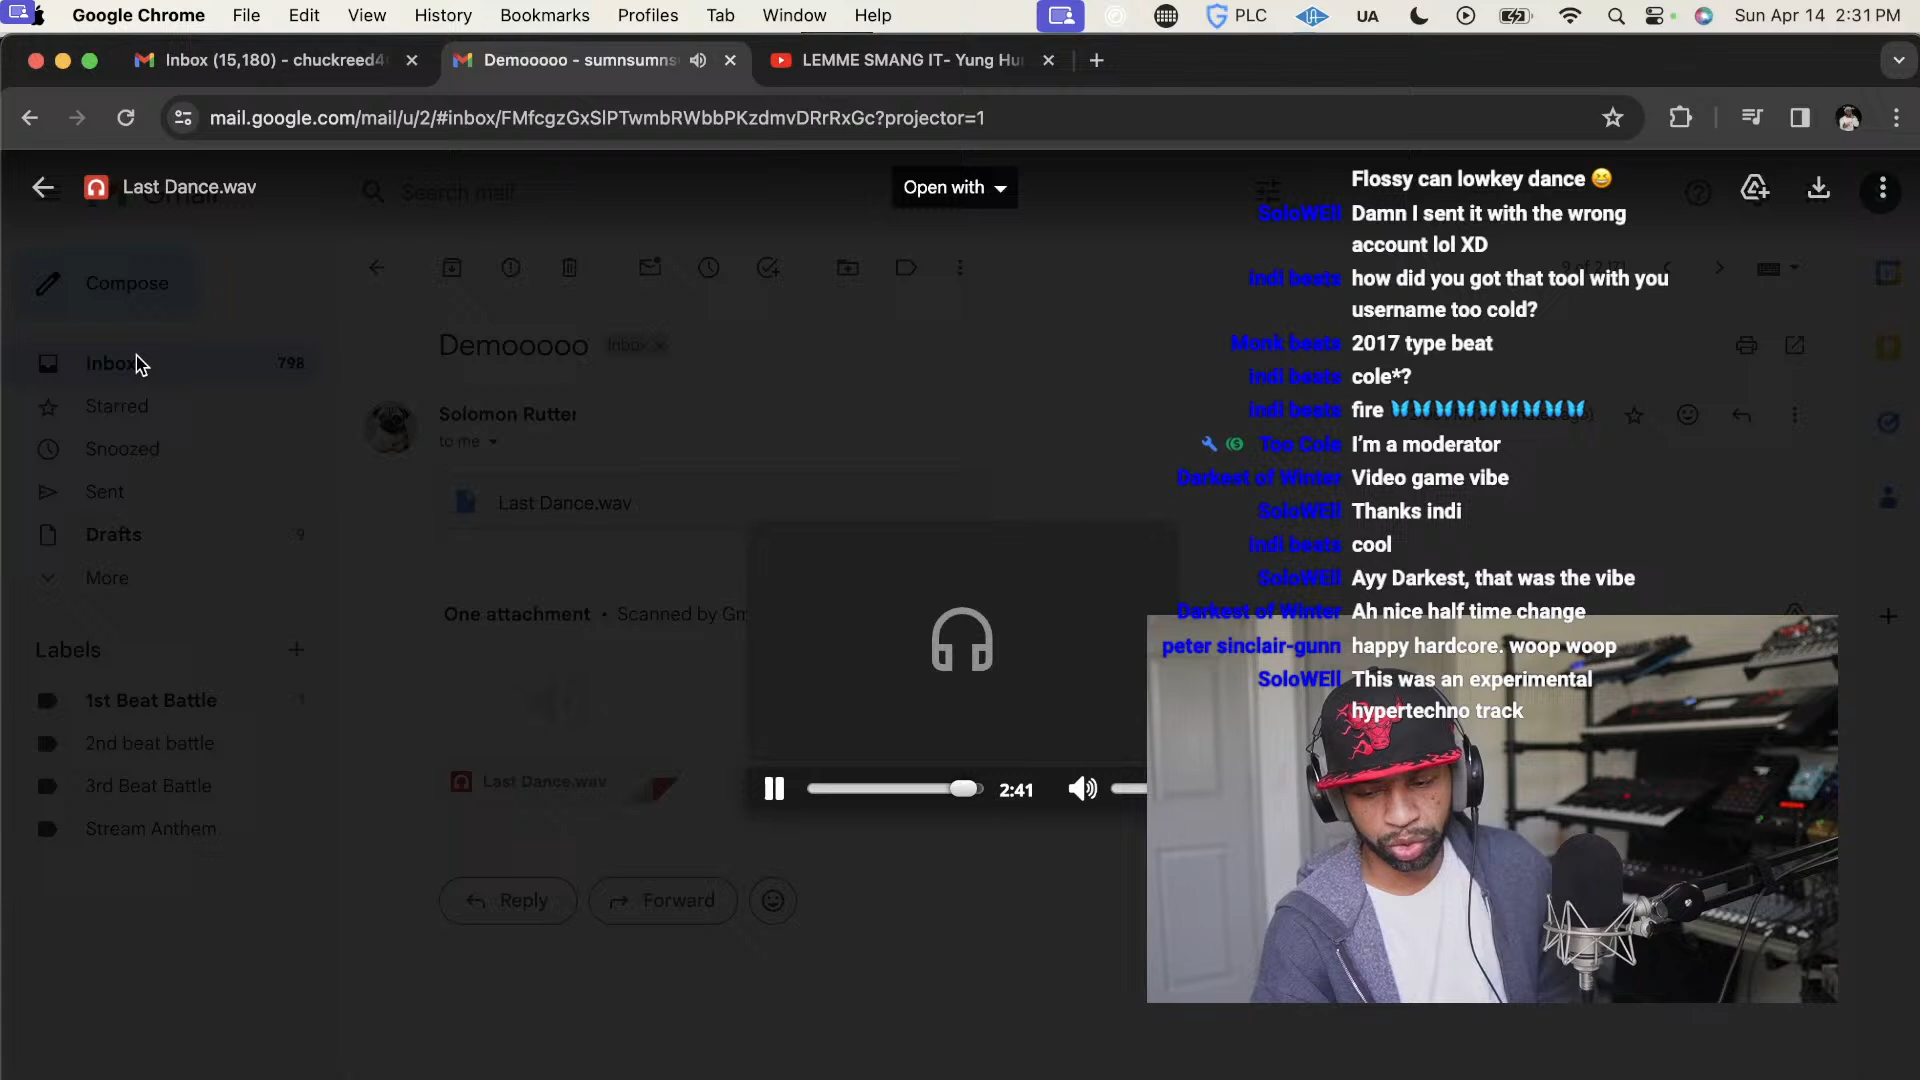 Google Chrome File Edit View History Bookmarks Profiles Tab Window Help PLC UA Sun Apr 14 2:31 PM
Inbox (15,180) - chuckreed4
Demooooo - sumnsumns
LEMME SMANG IT- Yung Hu
mail.google.com/mail/u/2/#inbox/FMfcgzGxSlPTwmbRWbbPKzdmvDRrRxGc?projector=1
Last Dance.wav
Search mail
Open with
Compose
Inbox 798
Starred
Snoozed
Sent
Drafts 9
More
Labels
1st Beat Battle 1
2nd beat battle
3rd Beat Battle
Stream Anthem
Demooooo Inbox
Solomon Rutter
to me
Last Dance.wav
One attachment • Scanned by Gm
Last Dance.wav
2:41
Reply
Forward
Flossy can lowkey dance
SoloWEll Damn I sent it with the wrong
account lol XD
indi beats how did you got that tool with you
username too cold?
Monk beats 2017 type beat
indi beats cole*?
indi beats fire
Too Cole I'm a moderator
Darkest of Winter Video game vibe
SoloWEll Thanks indi
indi beats cool
SoloWEll Ayy Darkest, that was the vibe
Darkest of Winter Ah nice half time change
peter sinclair-gunn happy hardcore. woop woop
SoloWEll This was an experimental
hypertechno track